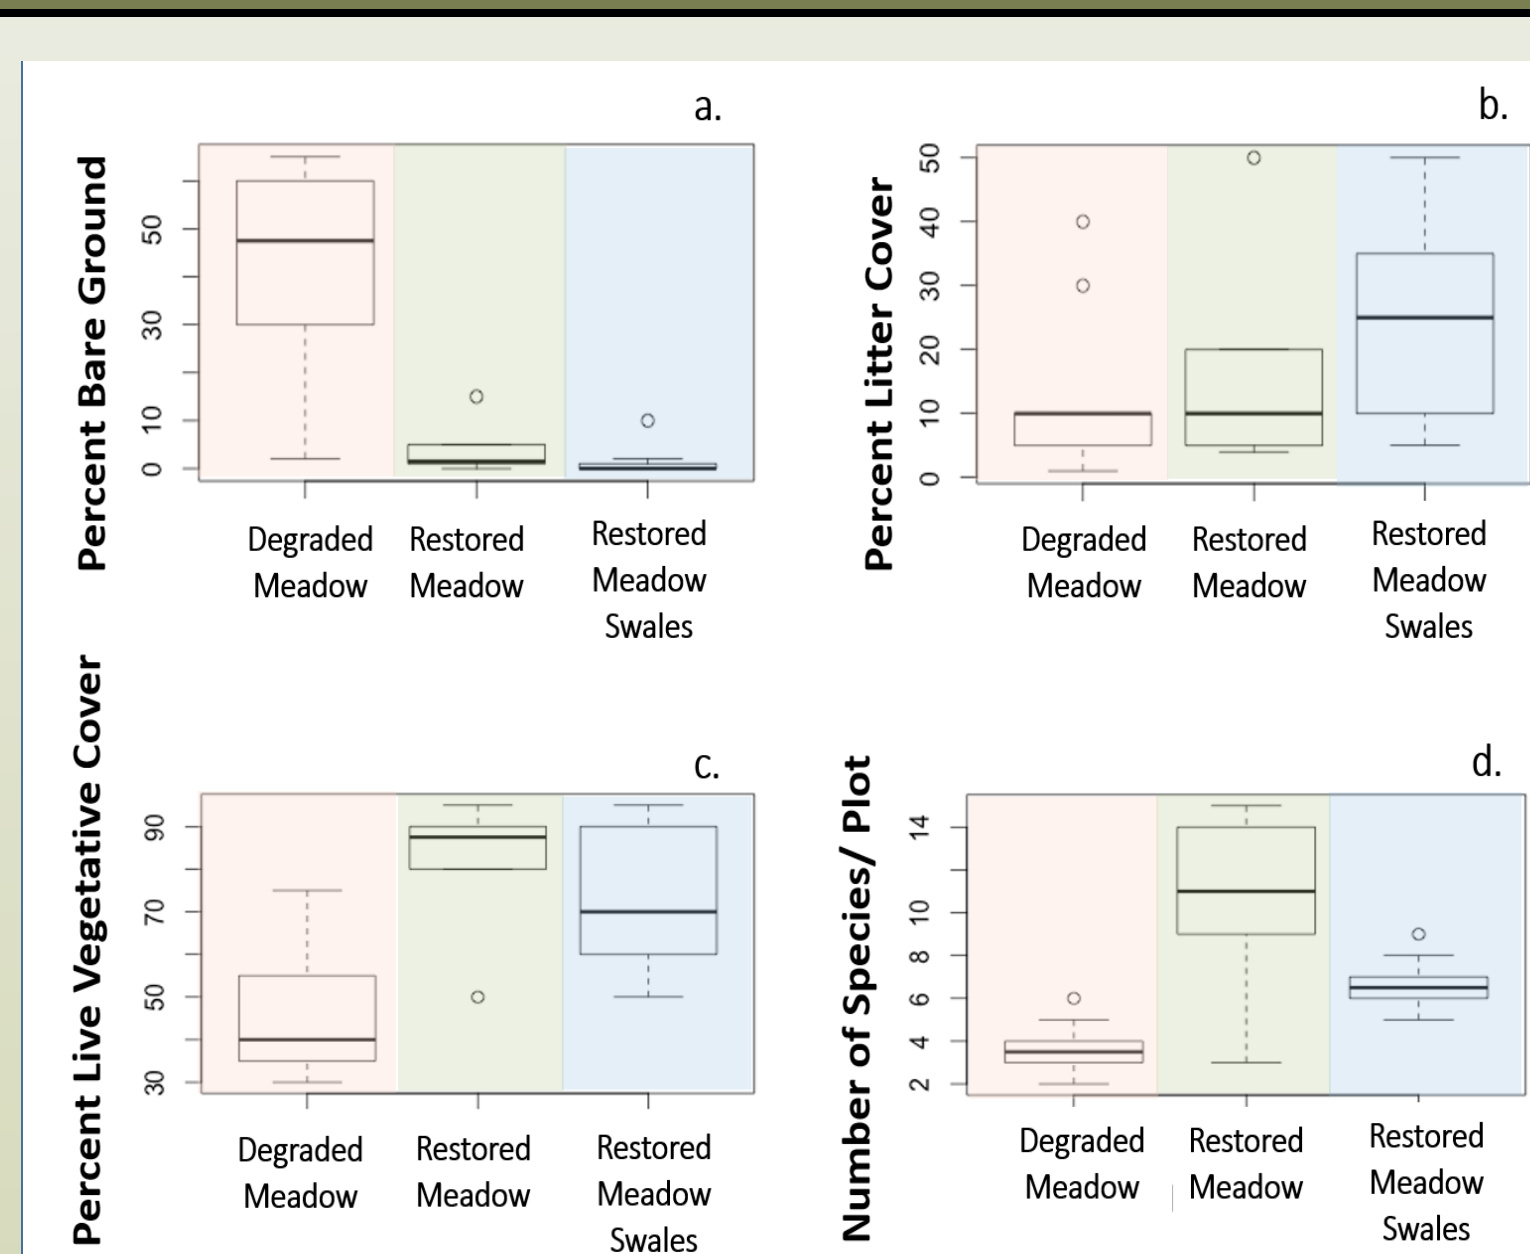 a.
Percent Bare Ground
50
30
10
0
Degraded
Meadow
Restored
Meadow
Restored
Meadow
Swales
b.
Percent Litter Cover
50
40
30
20
10
0
Degraded
Meadow
Restored
Meadow
Restored
Meadow
Swales
c.
Percent Live Vegetative Cover
90
70
50
30
Degraded
Meadow
Restored
Meadow
Restored
Meadow
Swales
d.
Number of Species/ Plot
14
10
8
6
4
2
Degraded
Meadow
Restored
Meadow
Restored
Meadow
Swales